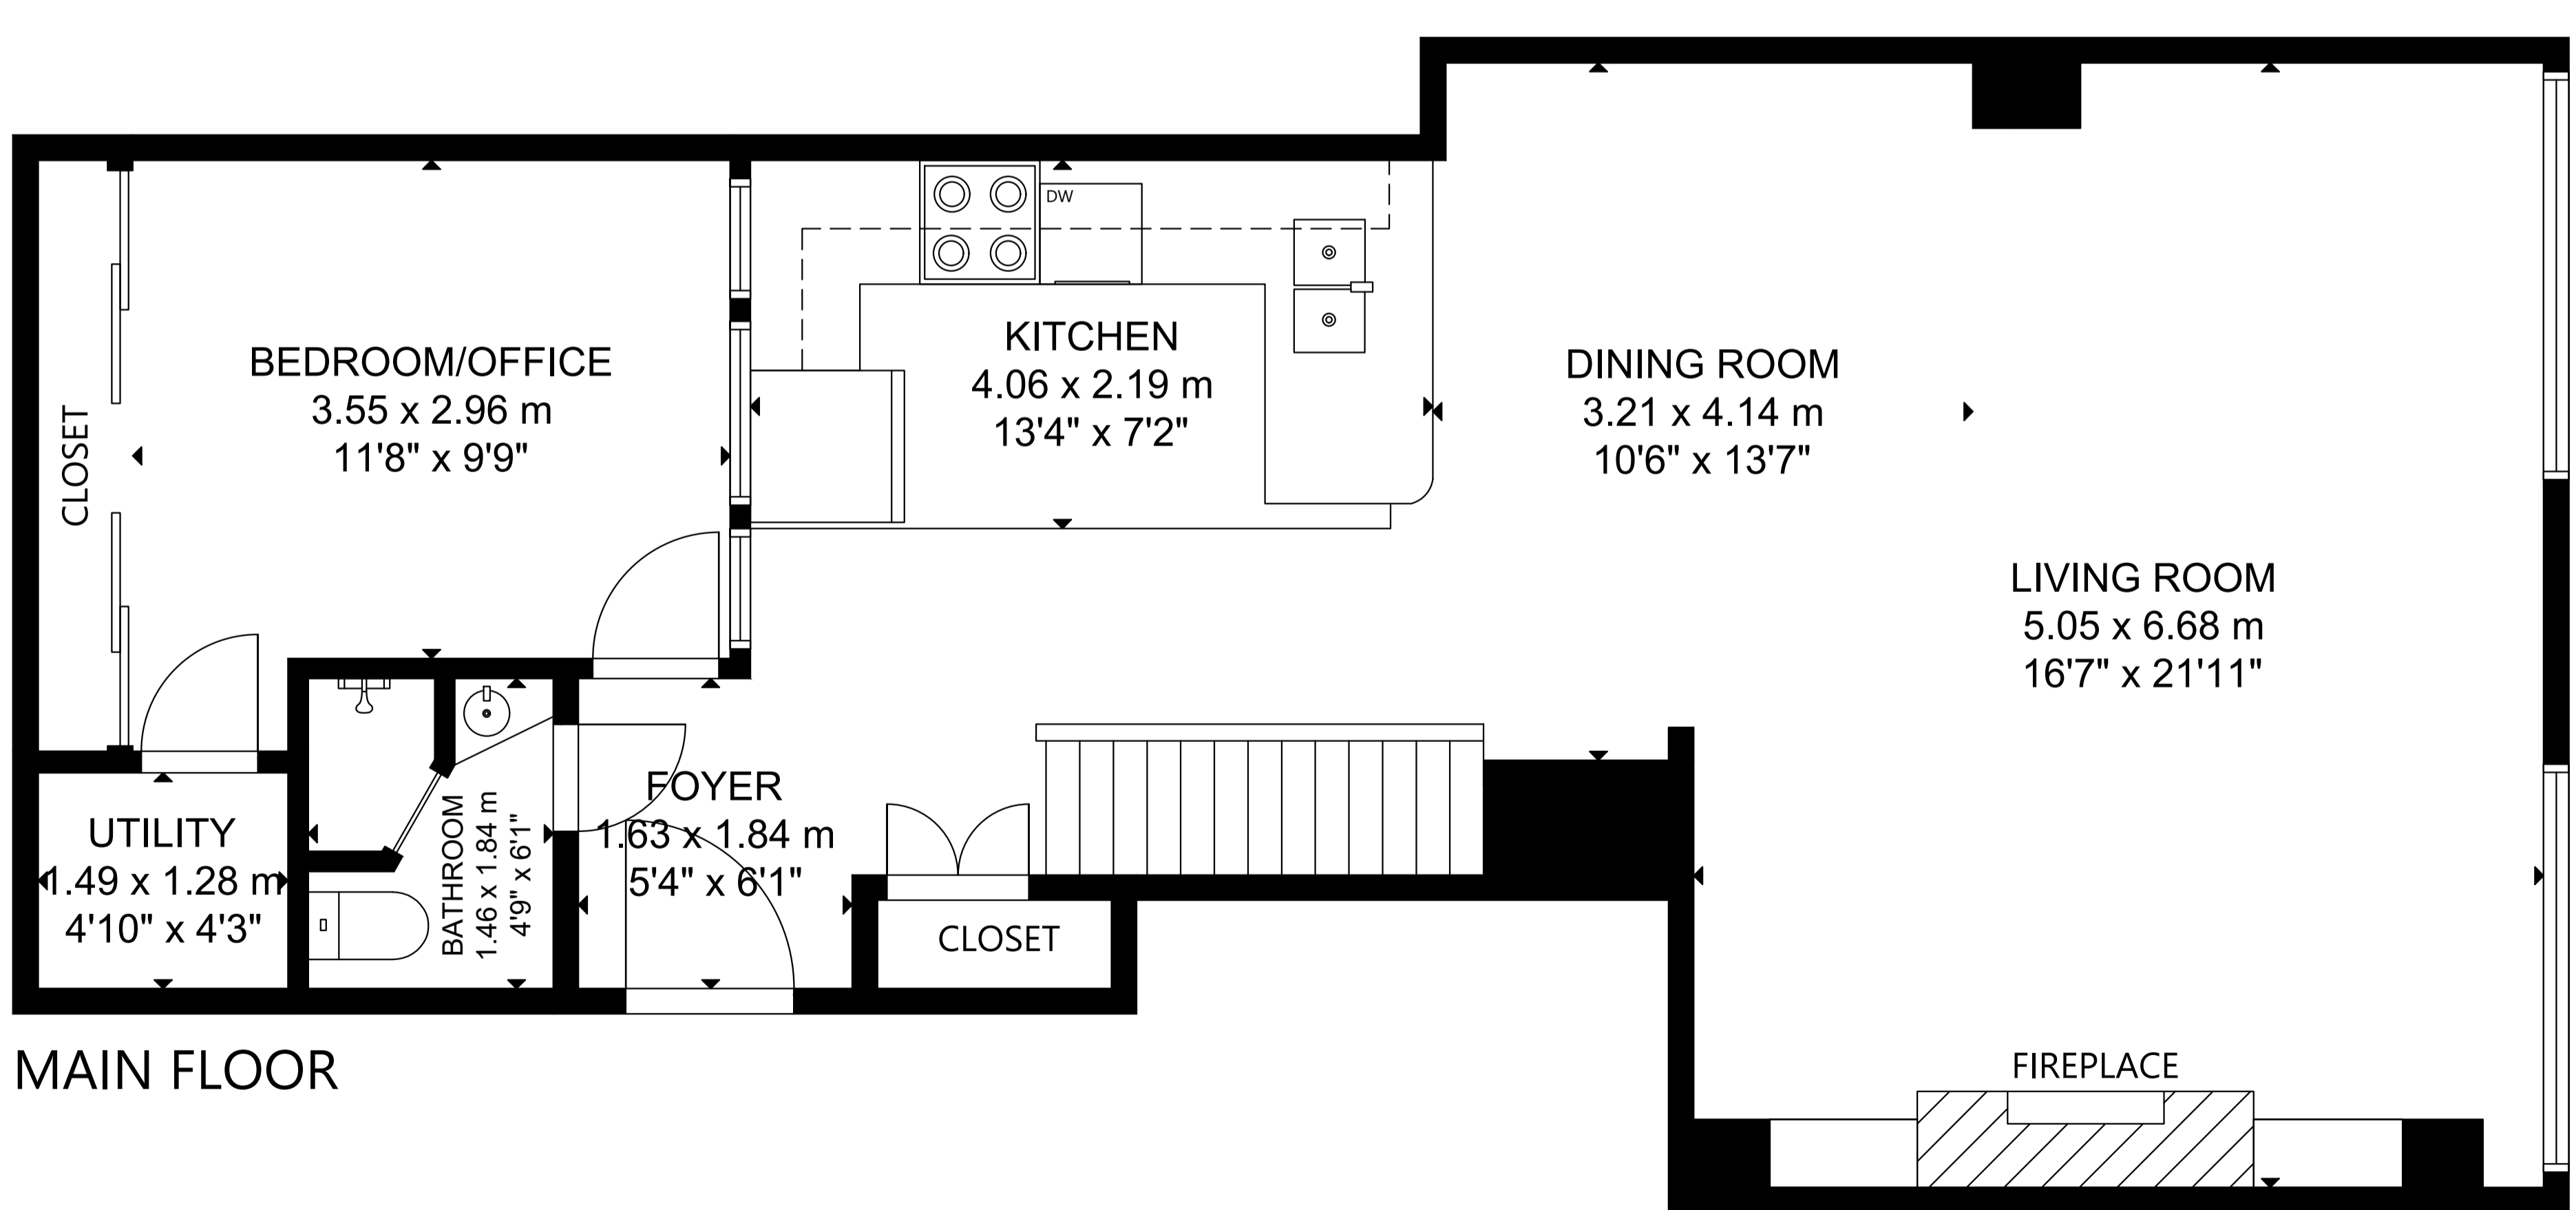 DW
KITCHEN
4.06 x 2.19 m
13'4" x 7'2"
BEDROOM/OFFICE
3.55 x 2.96 m
11'8" x 9'9"
CLOSET
DINING ROOM
3.21 x 4.14 m
10'6" x 13'7"
LIVING ROOM
5.05 x 6.68 m
16'7" x 21'11"
FOYER
1.63 x 1.84 m
5'4" x 6'1"
UTILITY
1.49 x 1.28 m
4'10" x 4'3"
BATHROOM
1.46 x 1.84 m
4'9" x 6'1"
CLOSET
MAIN FLOOR
FIREPLACE